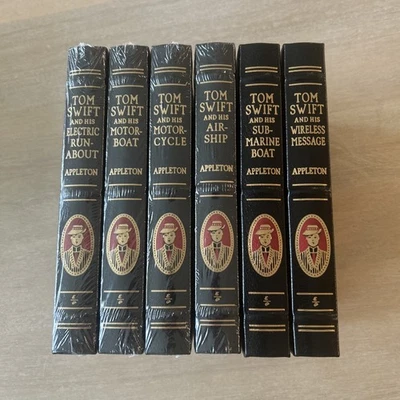 TOM
SWIFT
AND HIS
ELECTRIC
RUN-
ABOUT
APPLETON
TOM
SWIFT
AND HIS
MOTOR-
BOAT
APPLETON
TOM
SWIFT
AND HIS
MOTOR-
CYCLE
APPLETON
TOM
SWIFT
AND HIS
AIR-
SHIP
APPLETON
TOM
SWIFT
AND HIS
SUB-
MARINE
BOAT
APPLETON
TOM
SWIFT
AND HIS
WIRELESS
MESSAGE
APPLETON